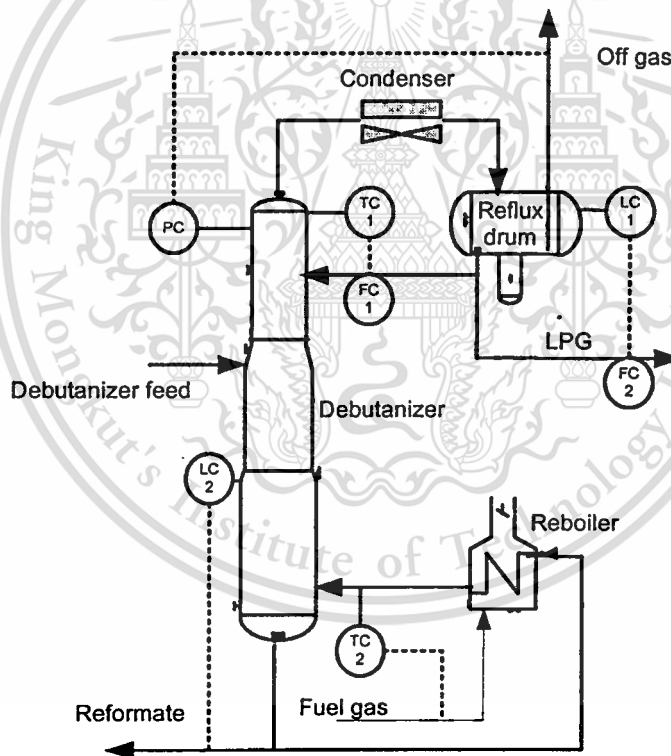 Off gas
Condenser
TC
1
PC
Reflux
drum
LC
1
FC
1
LPG
FC
2
Debutanizer feed
Debutanizer
LC
2
Reboiler
TC
2
Fuel gas
Reformate
King Mongkut's Institute of Technology